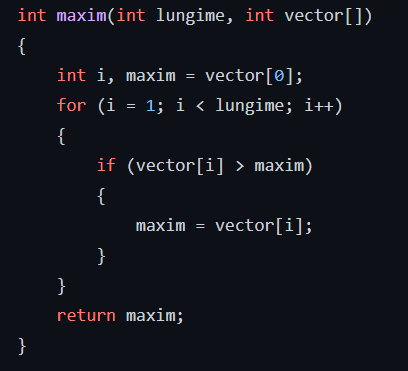 int maxim(int lungime, int vector[])
{
    int i, maxim = vector[0];
    for (i = 1; i < lungime; i++)
    {
        if (vector[i] > maxim)
        {
            maxim = vector[i];
        }
    }
    return maxim;
}